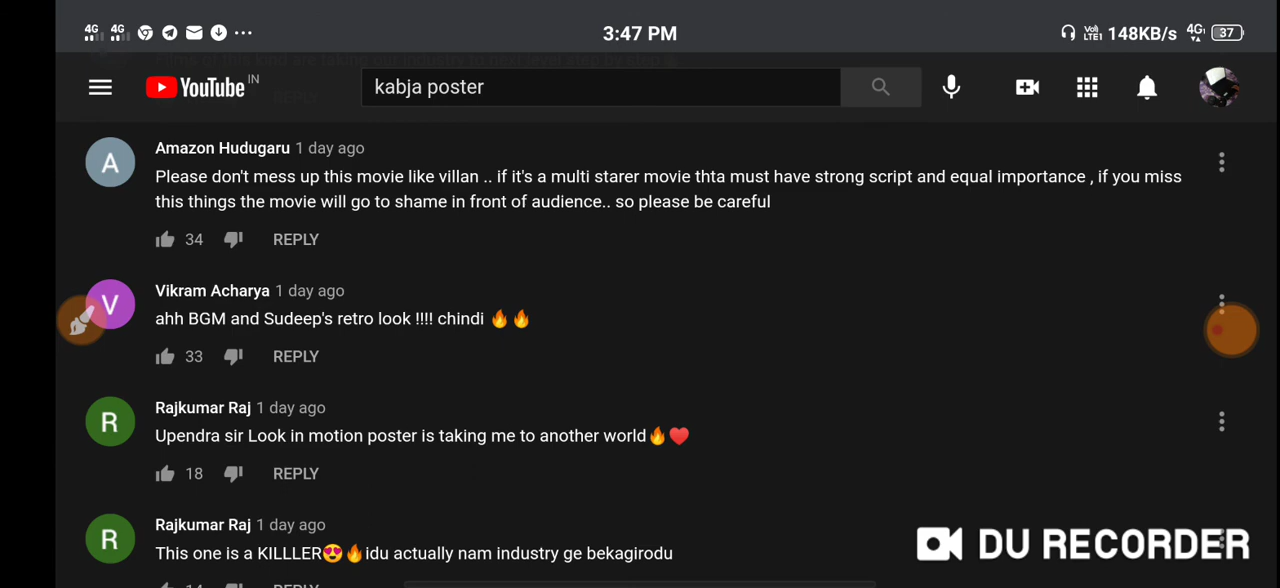 4G 4G 3:47 PM Vo) LTE1 148KB/s 4G 37
YouTube IN kabja poster
REPLY
Amazon Hudugaru 1 day ago
A
Please don't mess up this movie like villan .. if it's a multi starer movie thta must have strong script and equal importance , if you miss
this things the movie will go to shame in front of audience.. so please be careful
34 REPLY
Vikram Acharya 1 day ago
V
ahh BGM and Sudeep's retro look !!!! chindi 🔥🔥
33 REPLY
Rajkumar Raj 1 day ago
R
Upendra sir Look in motion poster is taking me to another world🔥♥️
18 REPLY
Rajkumar Raj 1 day ago
R
This one is a KILLLER😍🔥idu actually nam industry ge bekagirodu
14 REPLY
DU RECORDER